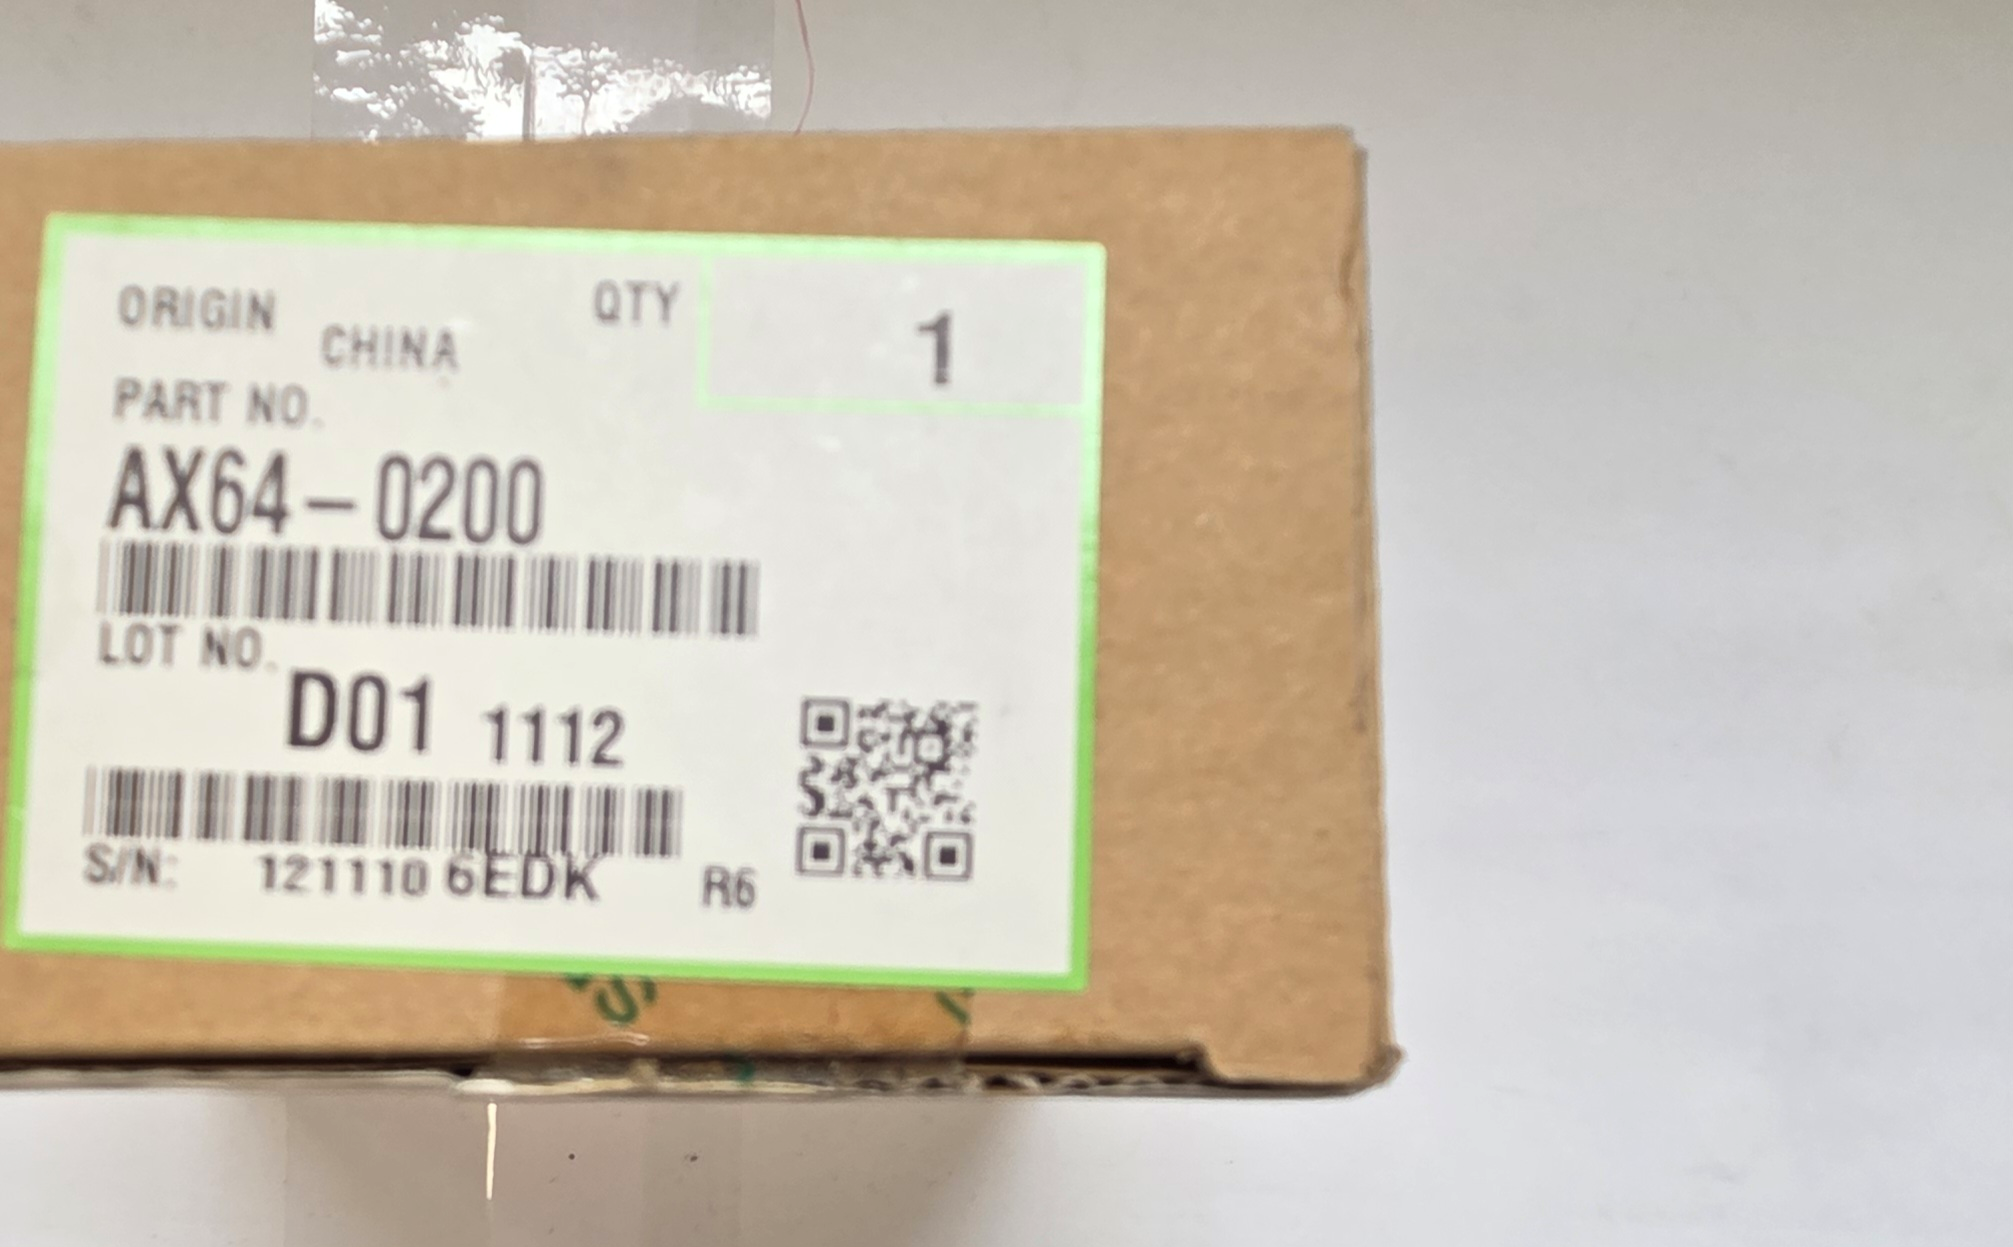 ORIGIN
CHINA
QTY
1
PART NO.
AX64-0200
LOT NO.
D01 1112
S/N: 121110 6EDK R6